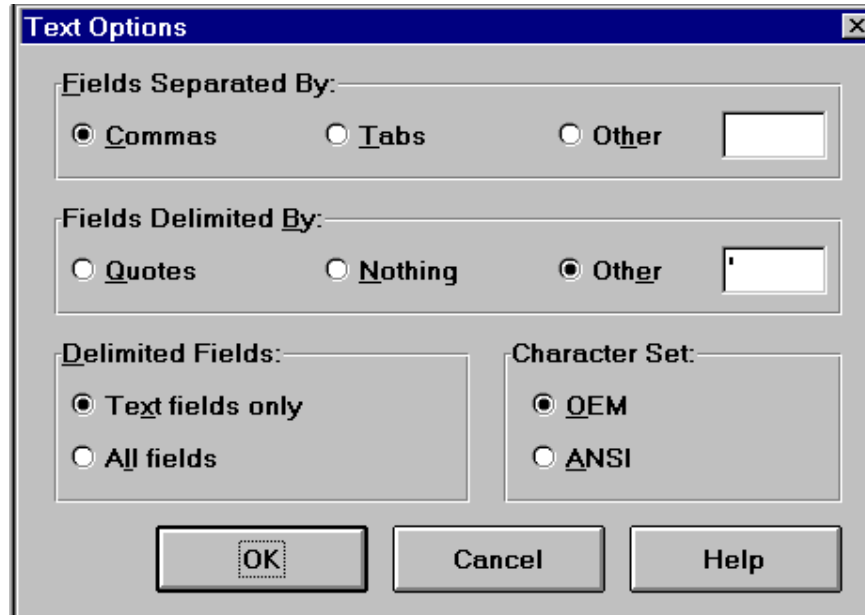 Text Options
Fields Separated By:
Commas Tabs Other
Fields Delimited By:
Quotes Nothing Other '
Delimited Fields: Character Set:
Text fields only OEM
All fields ANSI
OK Cancel Help